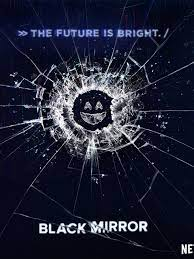 >> THE FUTURE IS BRIGHT. /
BLACK MIRROR
NE